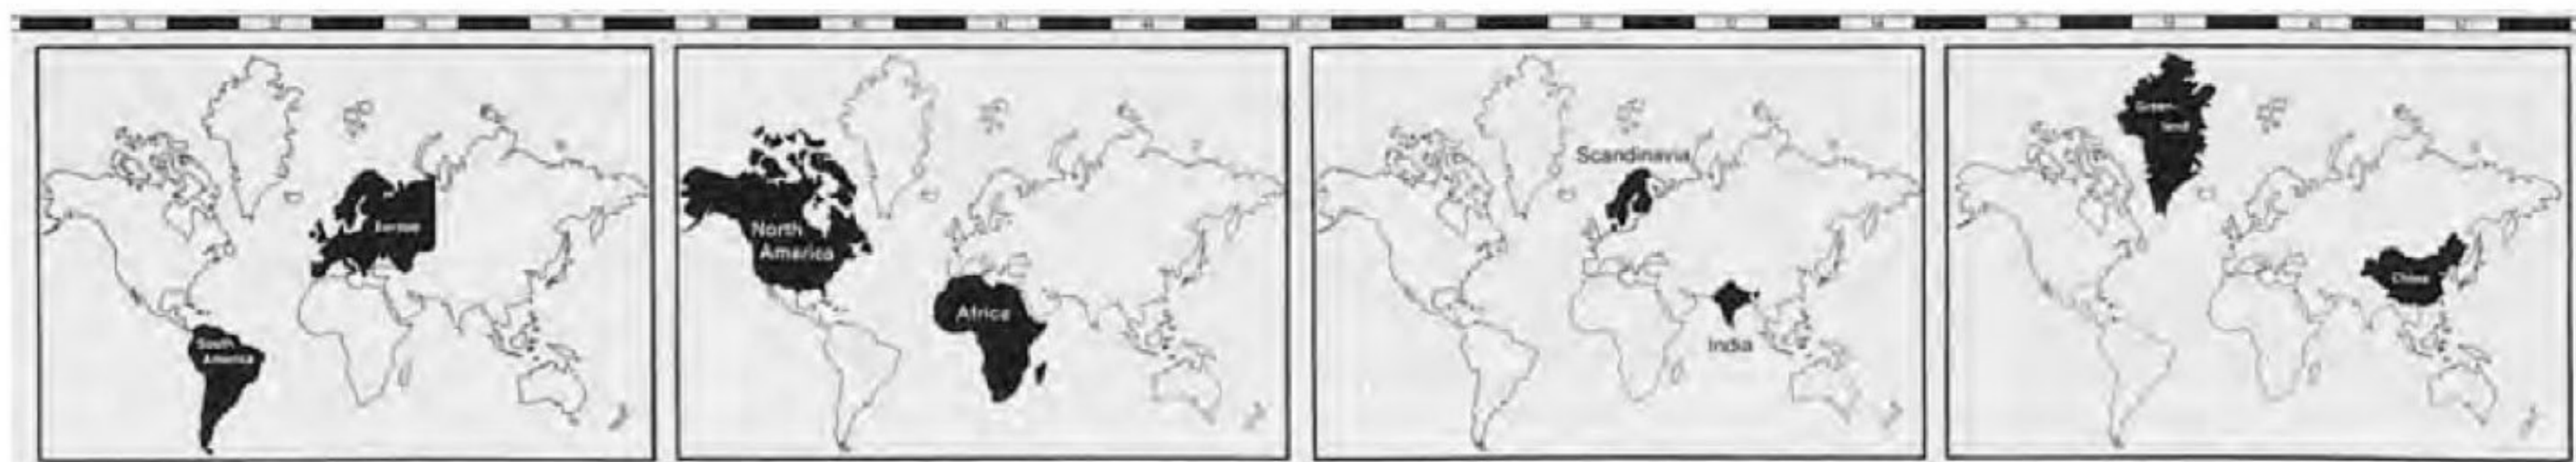 Europe
South
America
North
America
Africa
Scandinavia
India
Green-
land
China